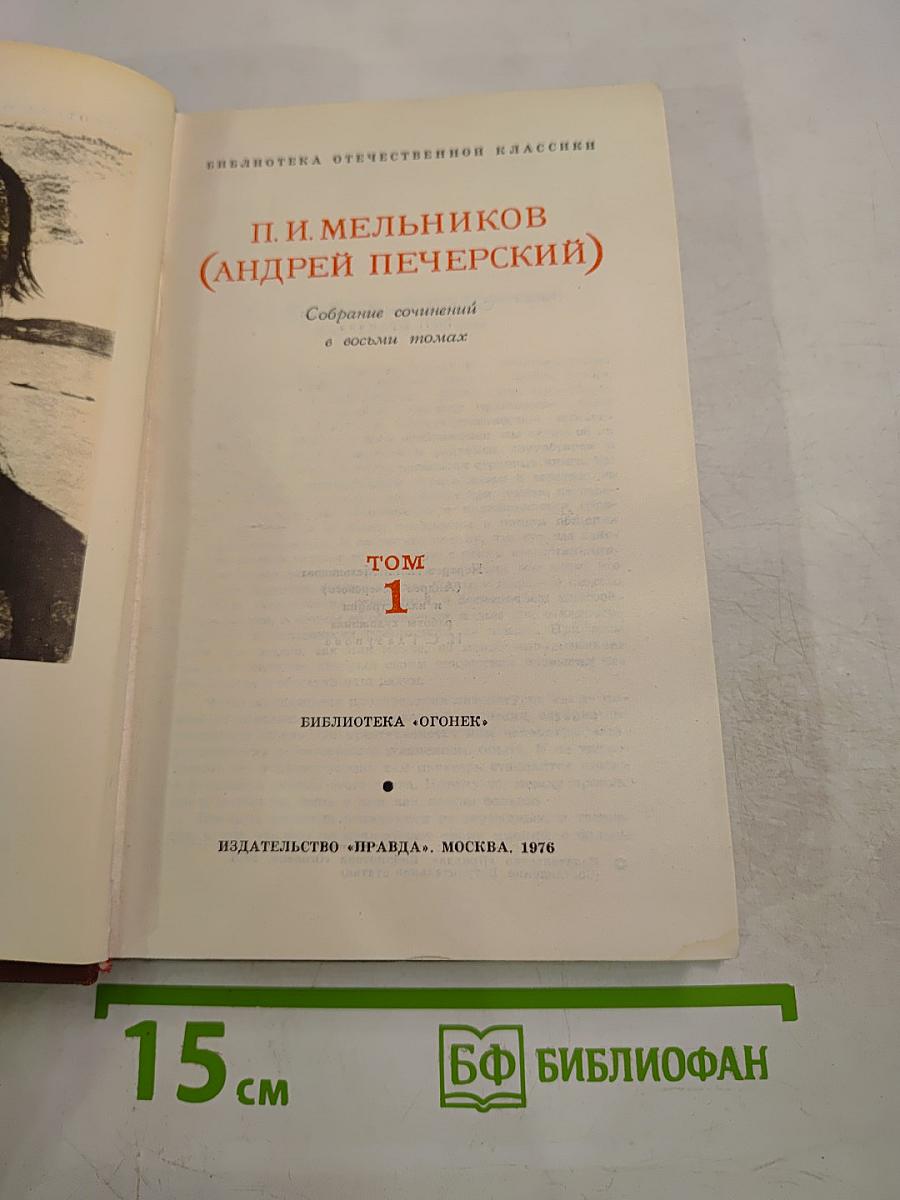 БИБЛИОТЕКА ОТЕЧЕСТВЕННОЙ КЛАССИКИ
П. И. МЕЛЬНИКОВ
(АНДРЕЙ ПЕЧЕРСКИЙ)
Собрание сочинений
в восьми томах
ТОМ
1
БИБЛИОТЕКА «ОГОНЕК»
ИЗДАТЕЛЬСТВО «ПРАВДА». МОСКВА. 1976
15 см
БФ БИБЛИОФАН